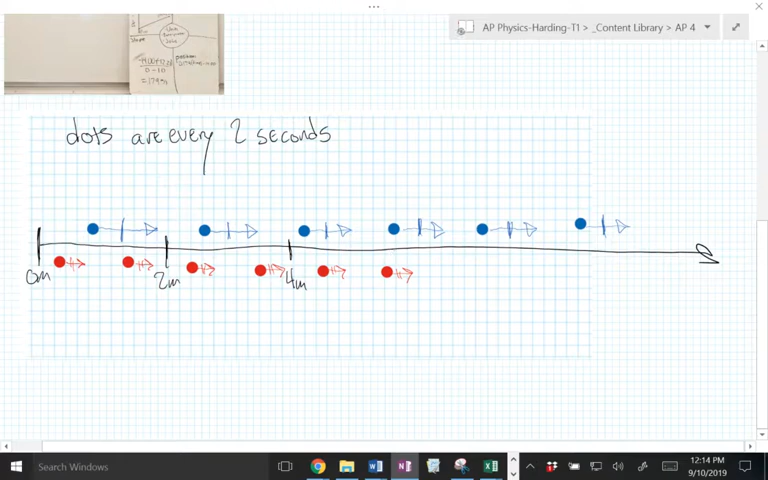 ...
AP Physics-Harding-T1 > _Content Library > AP 4
Start
dots are every 2 seconds
0m
2m
4m
Search Windows
12:14 PM
9/10/2019